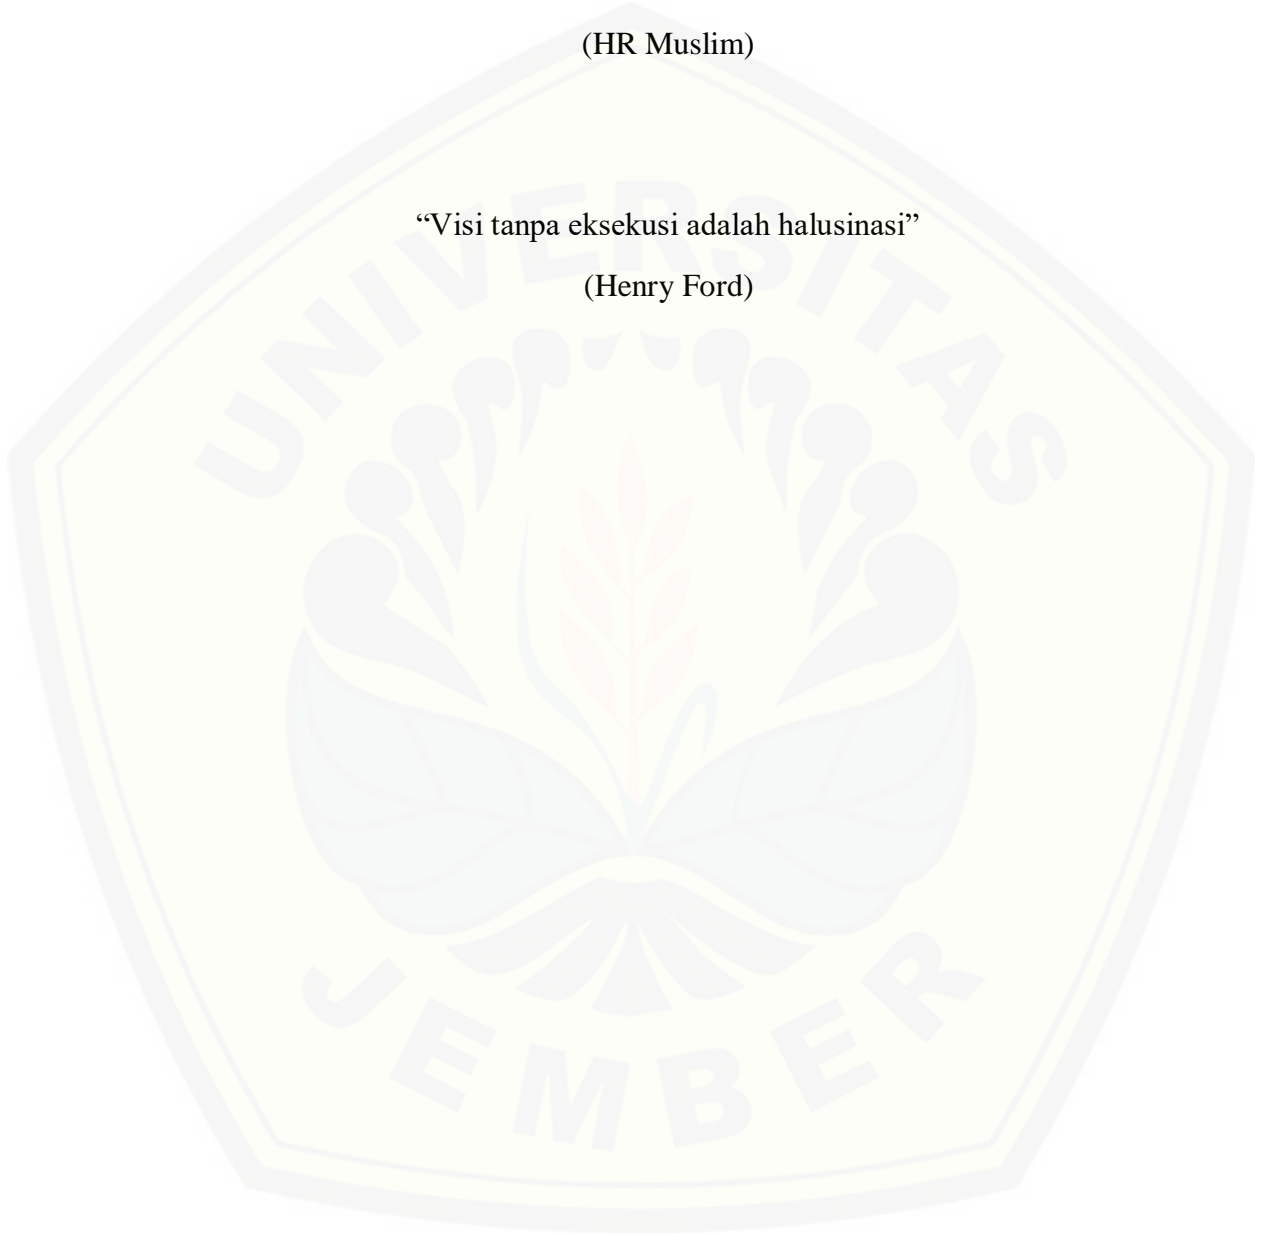 (HR Muslim)
“Visi tanpa eksekusi adalah halusinasi”
(Henry Ford)
UNIVERSITAS
JEMBER